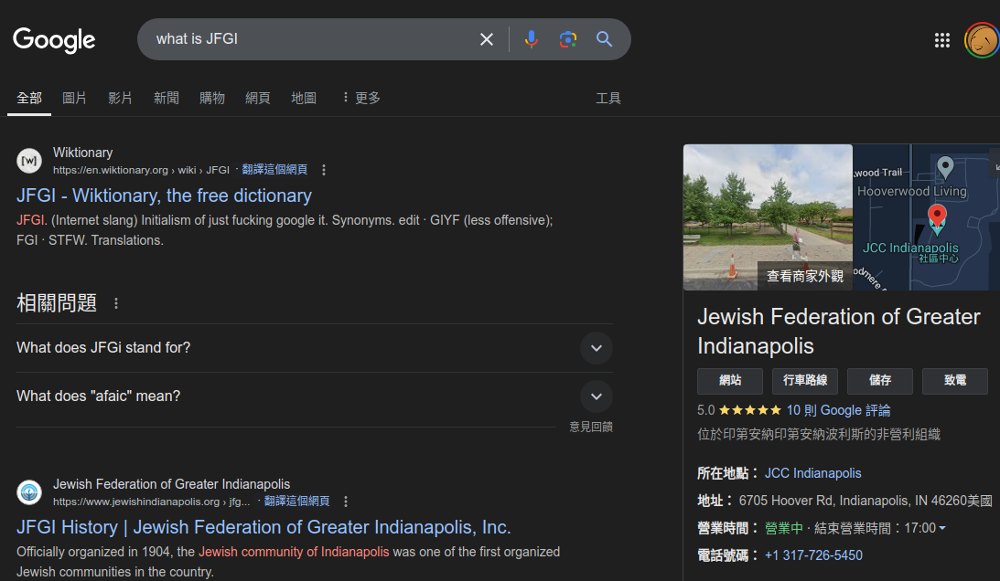 Google
what is JFGI
全部
圖片
影片
新聞
購物
網頁
地圖
更多
工具
[w]
Wiktionary
https://en.wiktionary.org › wiki › JFGI · 翻譯這個網頁
JFGI - Wiktionary, the free dictionary
JFGI. (Internet slang) Initialism of just fucking google it. Synonyms. edit · GIYF (less offensive);
FGI · STFW. Translations.
相關問題
What does JFGi stand for?
What does "afaic" mean?
意見回饋
Jewish Federation of Greater Indianapolis
https://www.jewishindianapolis.org › jfg... · 翻譯這個網頁
JFGI History | Jewish Federation of Greater Indianapolis, Inc.
Officially organized in 1904, the Jewish community of Indianapolis was one of the first organized
Jewish communities in the country.
查看商家外觀
wood Trail
Hooverwood Living
JCC Indianapolis
社區中心
odmere
Jewish Federation of Greater
Indianapolis
網站
行車路線
儲存
致電
5.0 ★★★★★ 10 則 Google 評論
位於印第安納印第安納波利斯的非營利組織
所在地點： JCC Indianapolis
地址： 6705 Hoover Rd, Indianapolis, IN 46260美國
營業時間： 營業中 · 結束營業時間：17:00
電話號碼： +1 317-726-5450